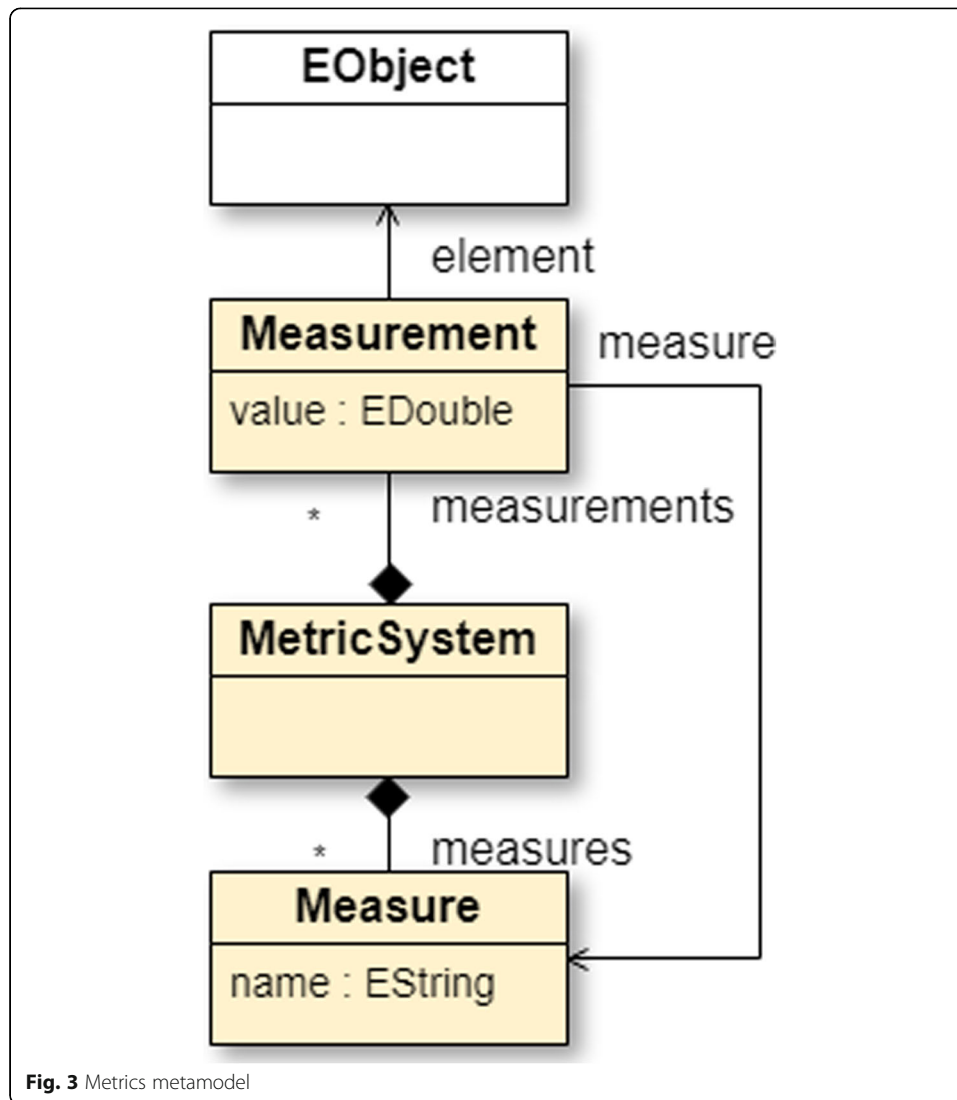 EObject
element
Measurement
measure
value : EDouble
*
measurements
MetricSystem
*
measures
Measure
name : EString
Fig. 3 Metrics metamodel